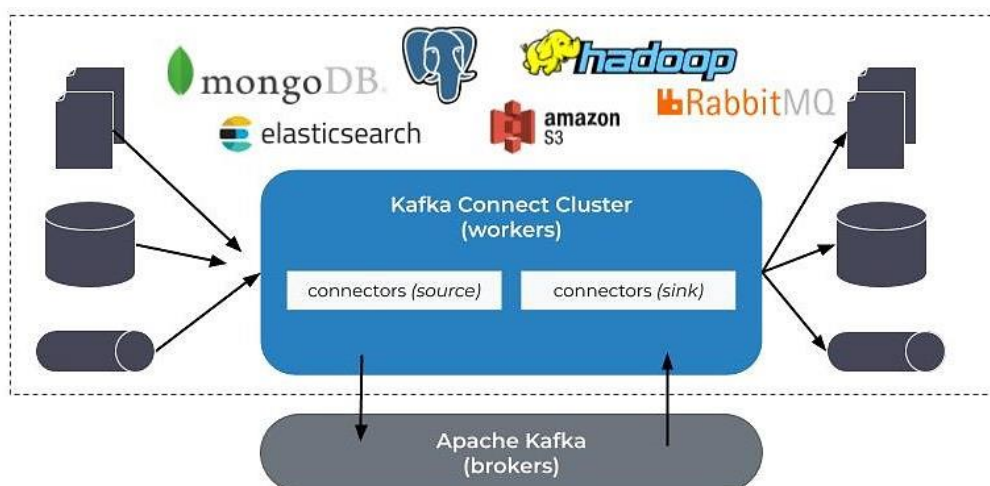 mongoDB®
hadoop
elasticsearch
amazon
S3
RabbitMQ
Kafka Connect Cluster
(workers)
connectors (source)
connectors (sink)
Apache Kafka
(brokers)